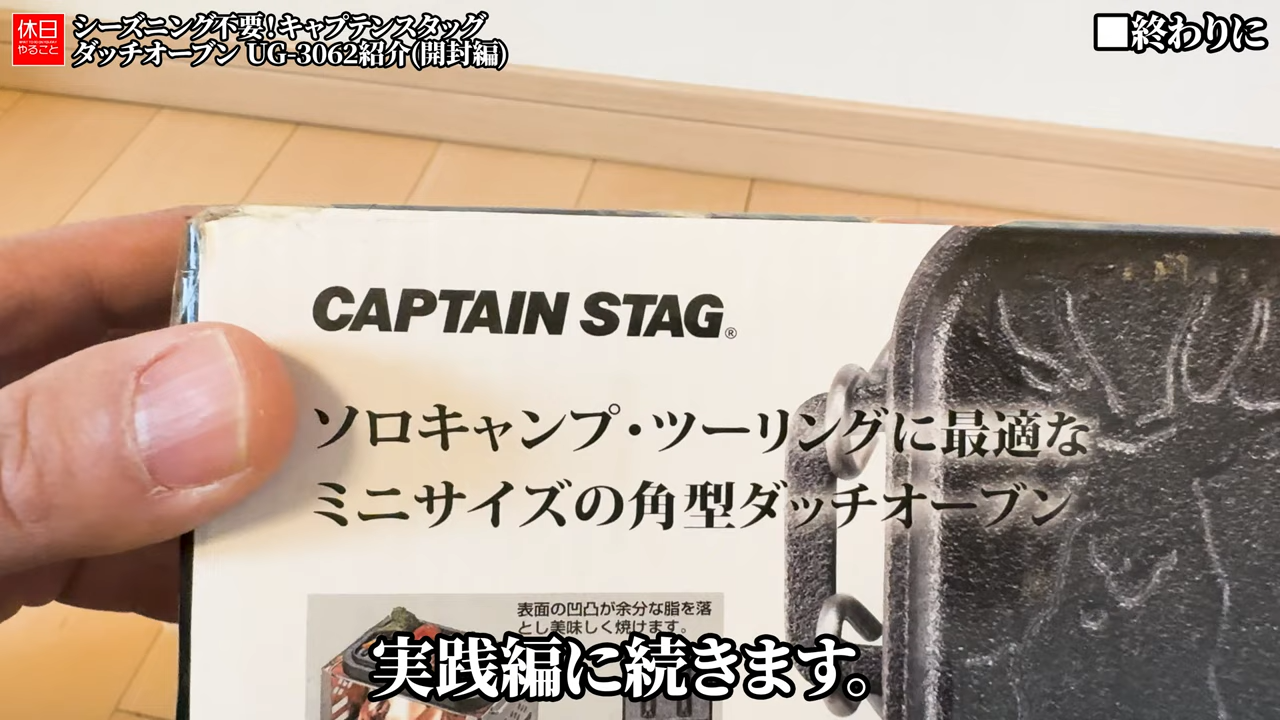 休日
やること
シーズニング不要!キャプテンスタッグ
ダッチオーブン UG-3062紹介(開封編)
■終わりに
CAPTAIN STAG®
ソロキャンプ・ツーリングに最適な
ミニサイズの角型ダッチオーブン
表面の凹凸が余分な脂を落
とし美味しく焼けます。
実践編に続きます。